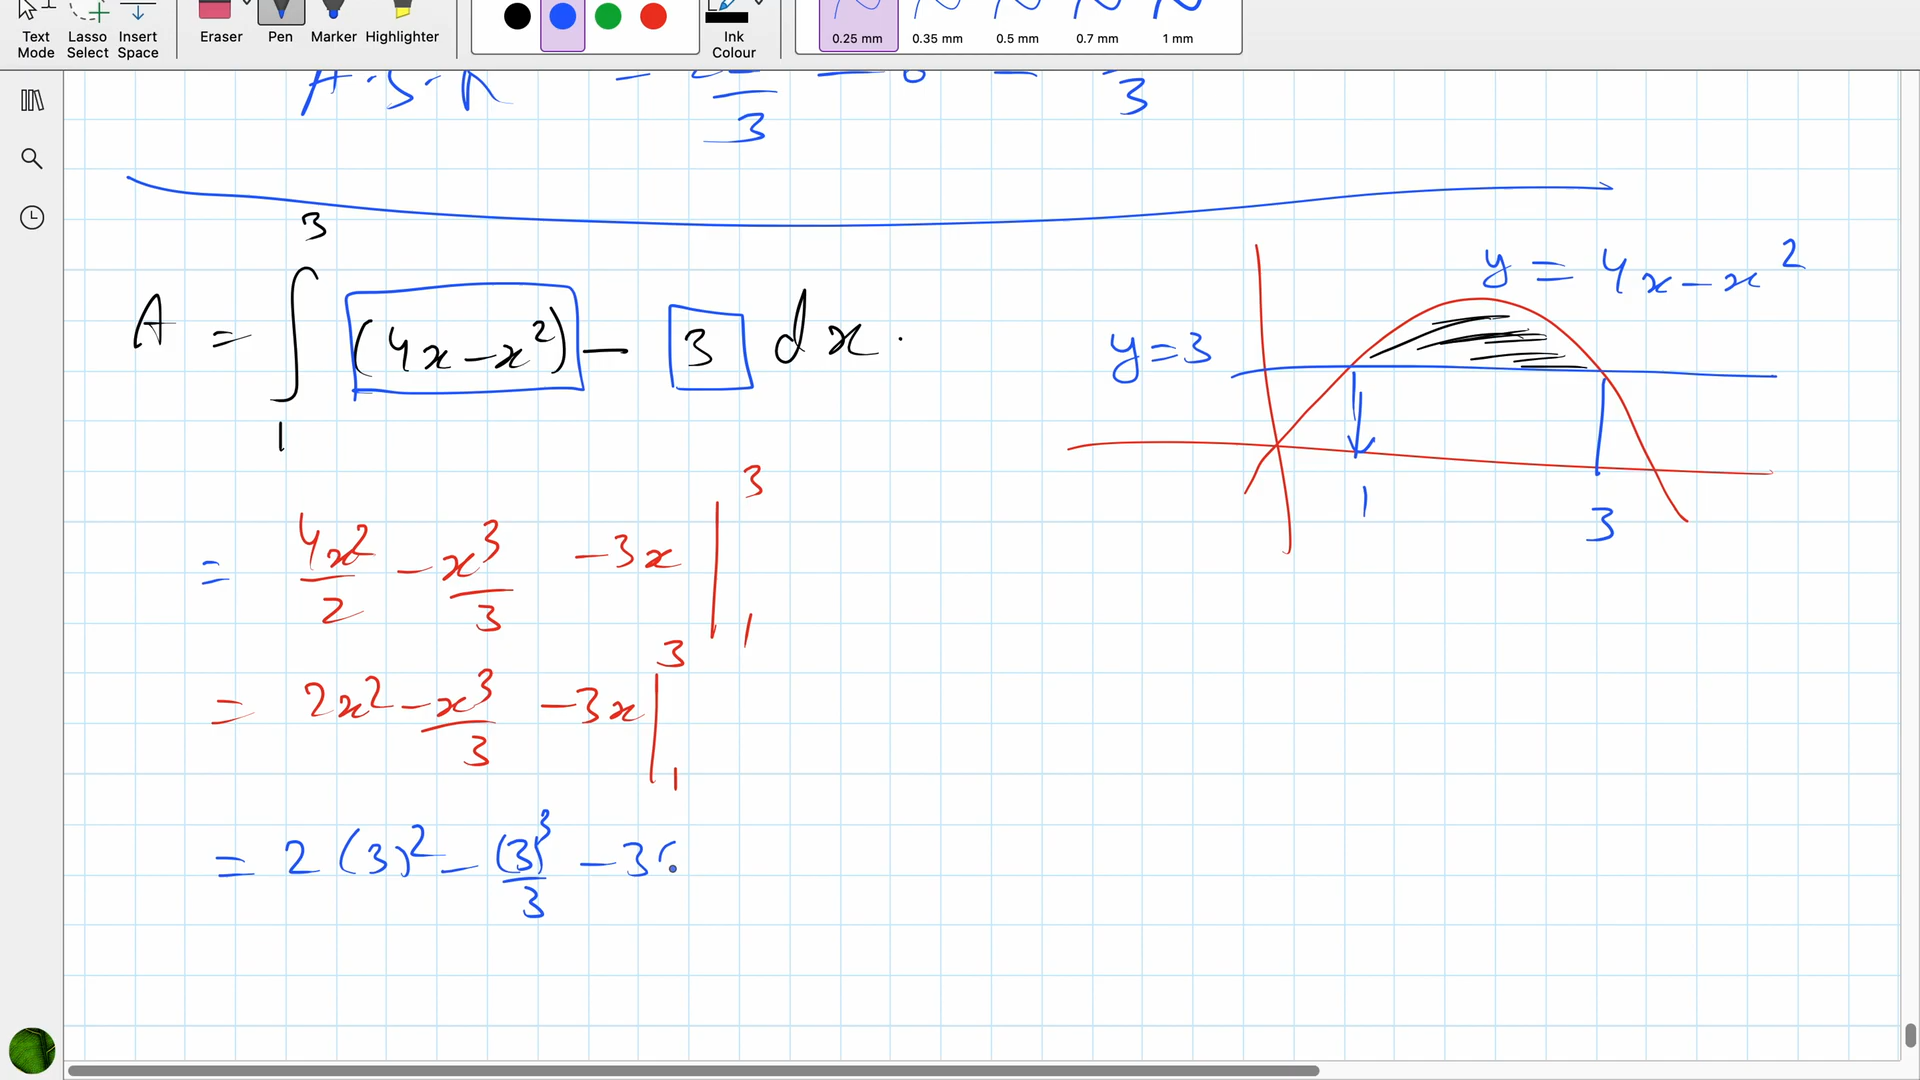 Text Mode
Lasso Select
Insert Space
Eraser
Pen
Marker
Highlighter
Ink Colour
0.25 mm
0.35 mm
0.5 mm
0.7 mm
1 mm
3
3
A = ∫₁³ (4x-x²) - 3 dx.
y = 4x-x²
y=3
1
3
= 4x²/2 - x³/3 - 3x |₁³
= 2x² - x³/3 - 3x |₁³
= 2(3)² - (3)³/3 - 3(